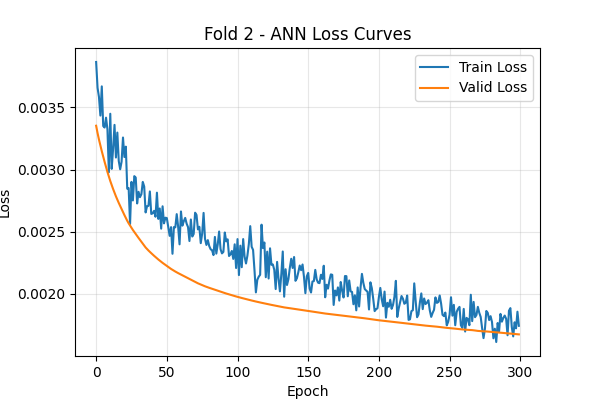 Fold 2 - ANN Loss Curves
Train Loss
Valid Loss
Loss
0.0035
0.0030
0.0025
0.0020
0 50 100 150 200 250 300
Epoch